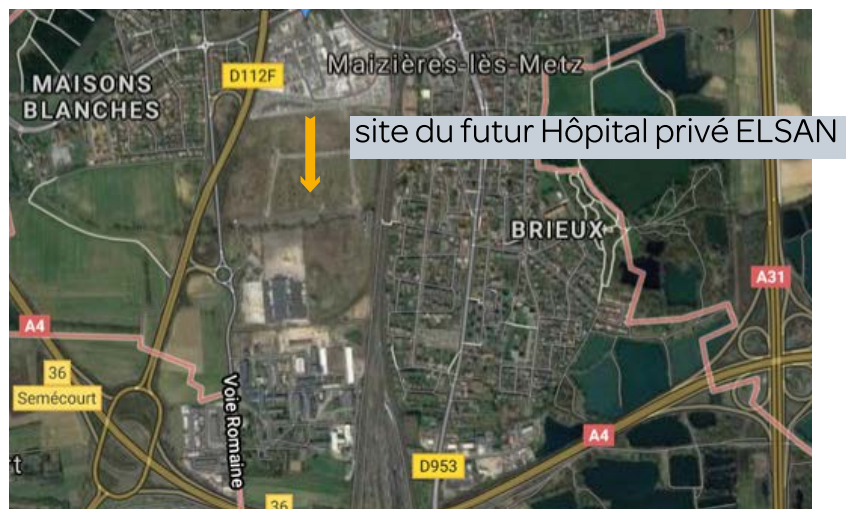 D112F
Maizières-lès-Metz
MAISONS
BLANCHES
site du futur Hôpital privé ELSAN
BRIEUX
A31
A4
36
Semécourt
Voie Romaine
A4
D953
t
36